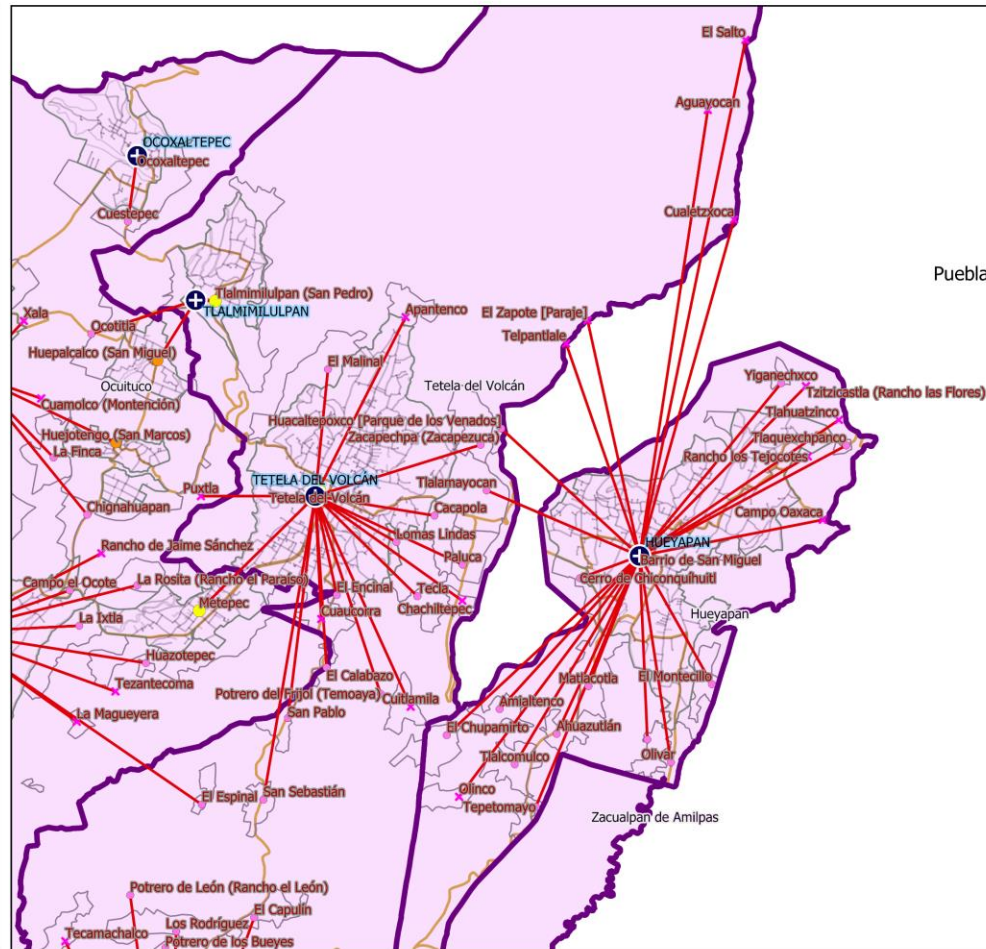 El Salto
Aguayocan
OCOXALTEPEC
Ocoxaltepec
Cuestepec
Cualetzxoca
Puebla
Tlalmimilulpan (San Pedro)
TLALMIMILULPAN
Xala
Ocotitla
Apantenco
El Zapote [Paraje]
Telpantlale
Huepalcalco (San Miguel)
El Malinal
Ocuituco
Tetela del Volcán
Yiganechxco
Tzitzicastla (Rancho las Flores)
Cuamolco (Montención)
Tlahuatzinco
Huejotengo (San Marcos)
Huacaltepoxco [Parque de los Venados]
Zacapechpa (Zacapezuca)
Tlaquexchpanco
La Finca
Rancho los Tejocotes
TETELA DEL VOLCÁN
Puxtla
Tetela del Volcán
Tlalamayocan
Chignahuapan
Cacapola
Campo Oaxaca
Lomas Lindas
HUEYAPAN
Rancho de Jaime Sánchez
Paluca
Barrio de San Miguel
Campo el Ocote
La Rosita (Rancho el Paraiso)
El Encinal
Tecla
Cerro de Chiconquihuitl
Metepec
Cuaucorra
Chachiltepec
Hueyapan
La Ixtla
Huazotepec
El Calabazo
Matlacotla
El Montecillo
Tezantecoma
Potrero del Frijol (Temoaya)
Cuitlamila
Amialtenco
La Magueyera
San Pablo
El Chupamirto
Ahuazutlán
Tlalcomulco
Olivar
El Espinal
San Sebastián
Olinco
Tepetomayo
Zacualpan de Amilpas
Potrero de León (Rancho el León)
El Capulín
Los Rodríguez
Tecamachalco
Potrero de los Bueyes